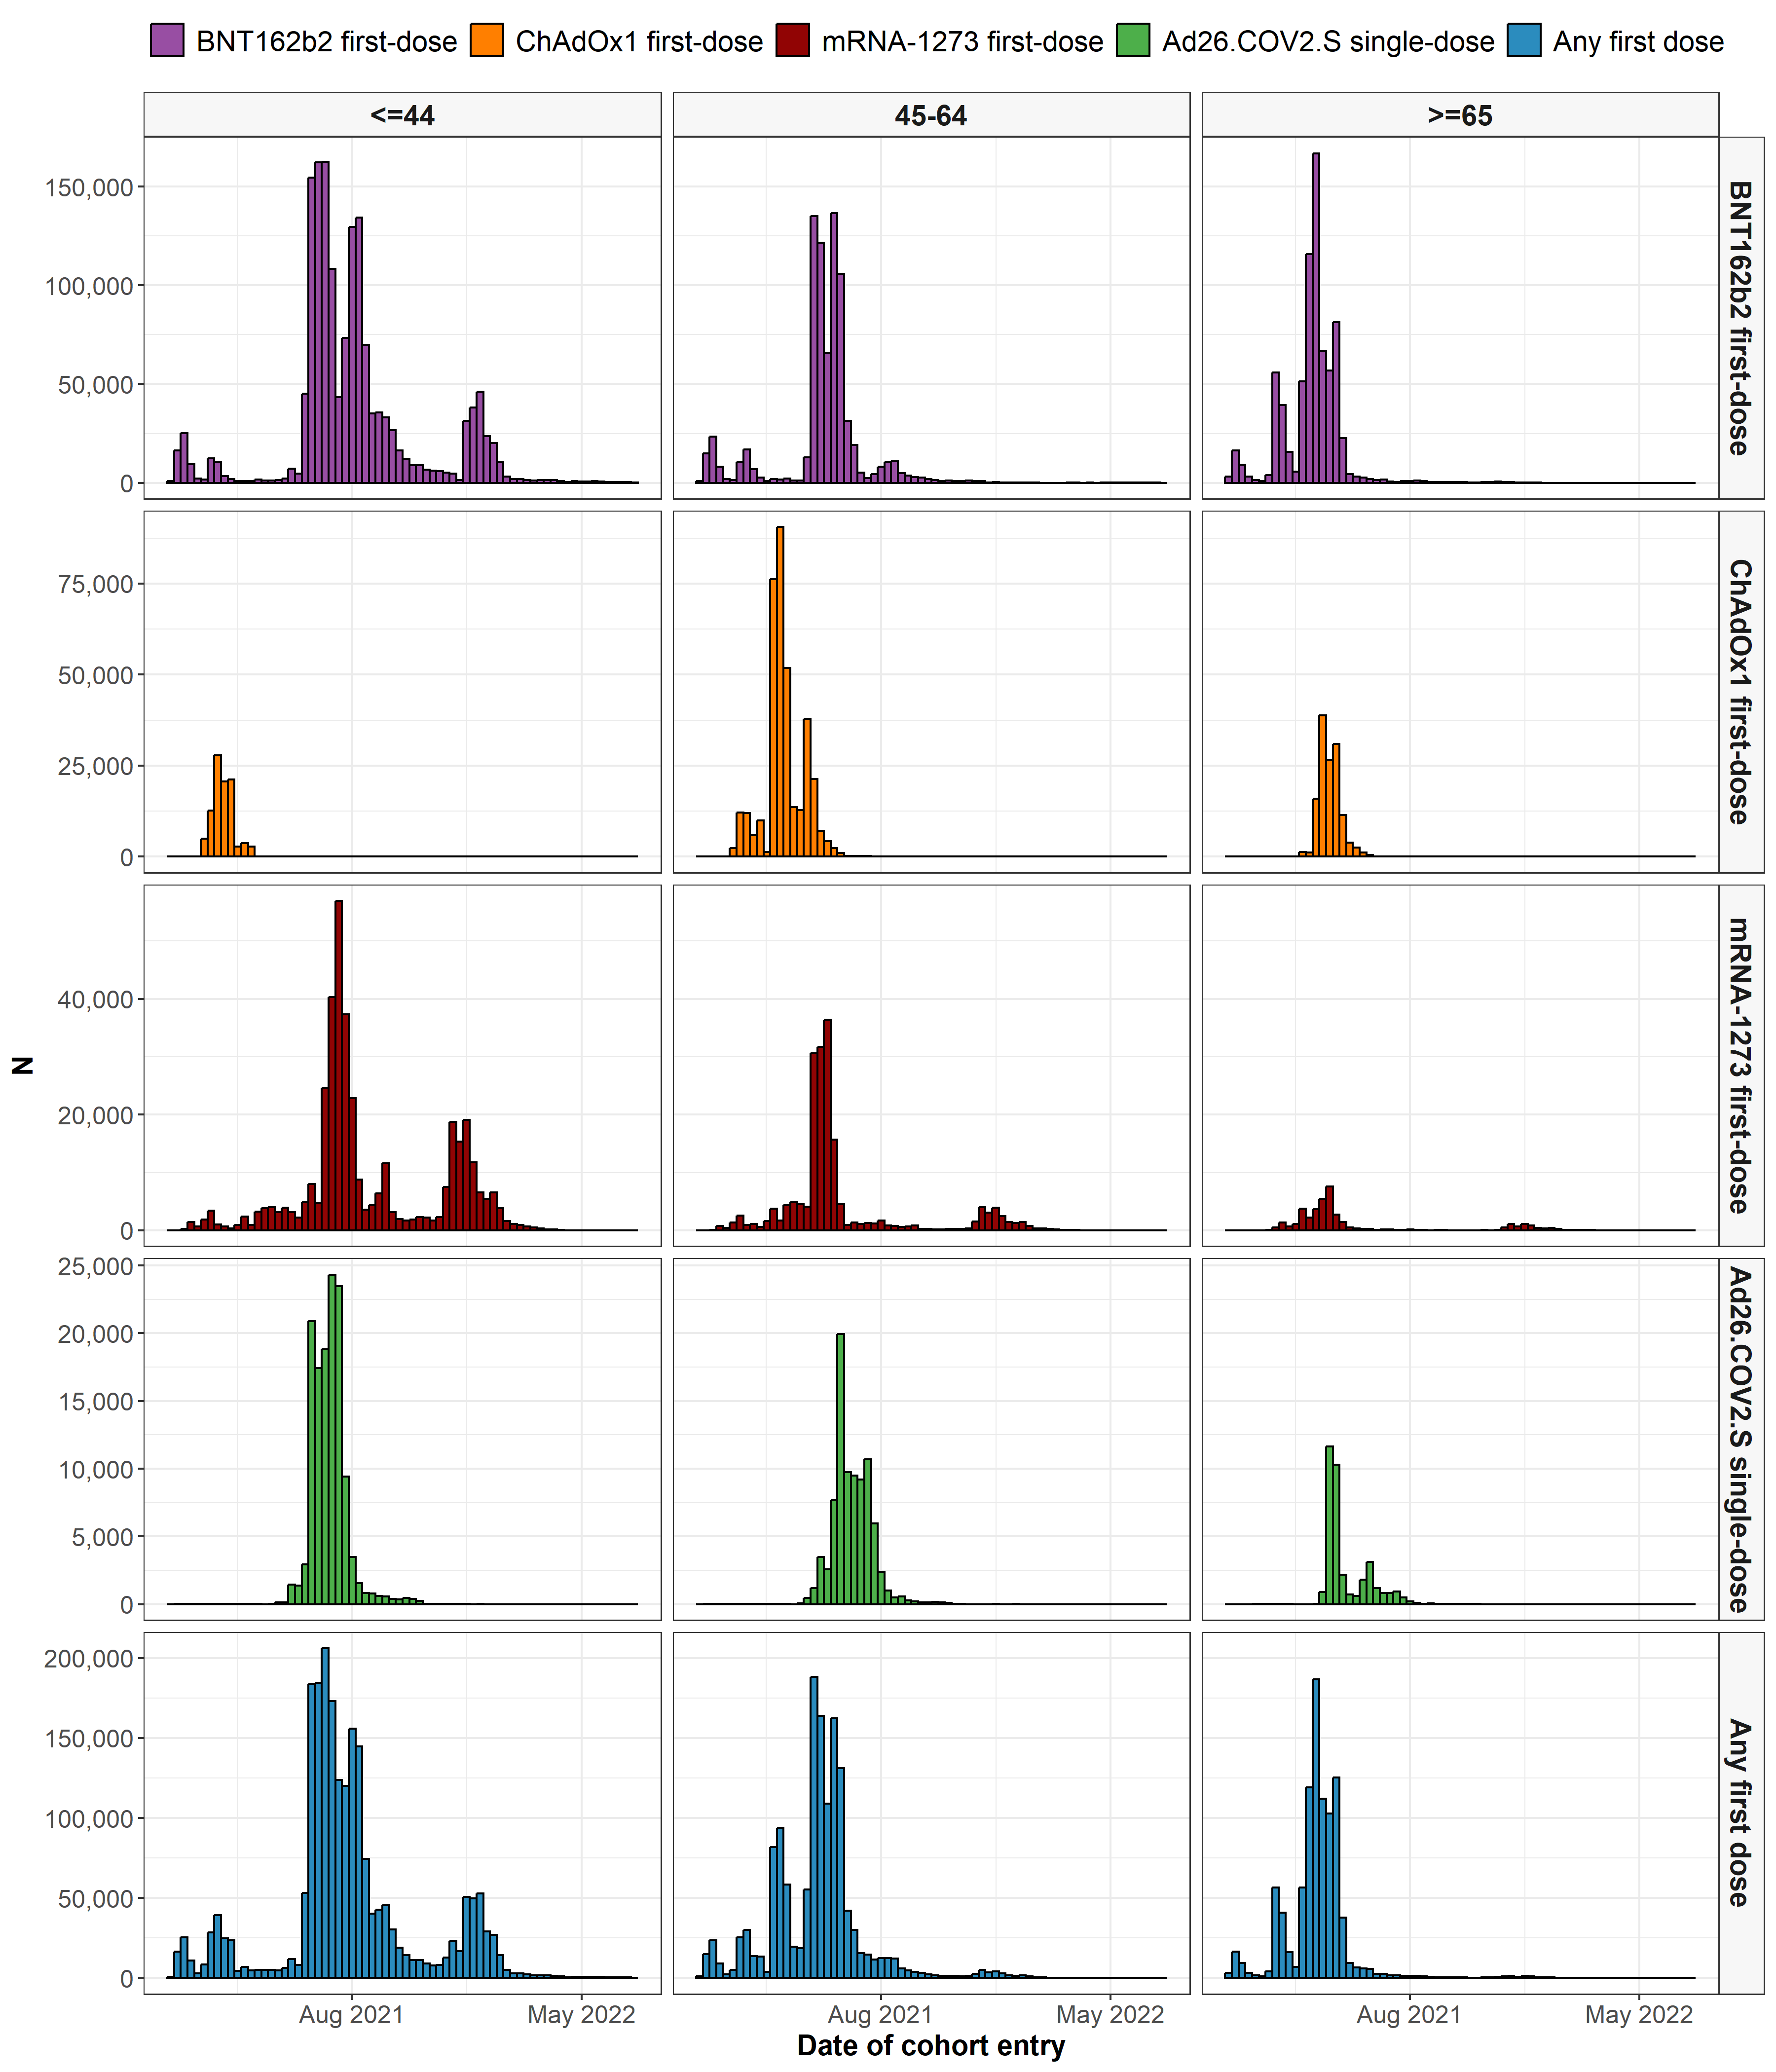 BNT162b2 first-dose ChAdOx1 first-dose mRNA-1273 first-dose Ad26.COV2.S single-dose Any first dose
<=44 45-64 >=65
150,000
100,000
50,000
0
BNT162b2 first-dose
75,000
50,000
25,000
0
ChAdOx1 first-dose
40,000
20,000
0
mRNA-1273 first-dose
N
25,000
20,000
15,000
10,000
5,000
0
Ad26.COV2.S single-dose
200,000
150,000
100,000
50,000
0
Any first dose
Aug 2021 May 2022 Aug 2021 May 2022 Aug 2021 May 2022
Date of cohort entry